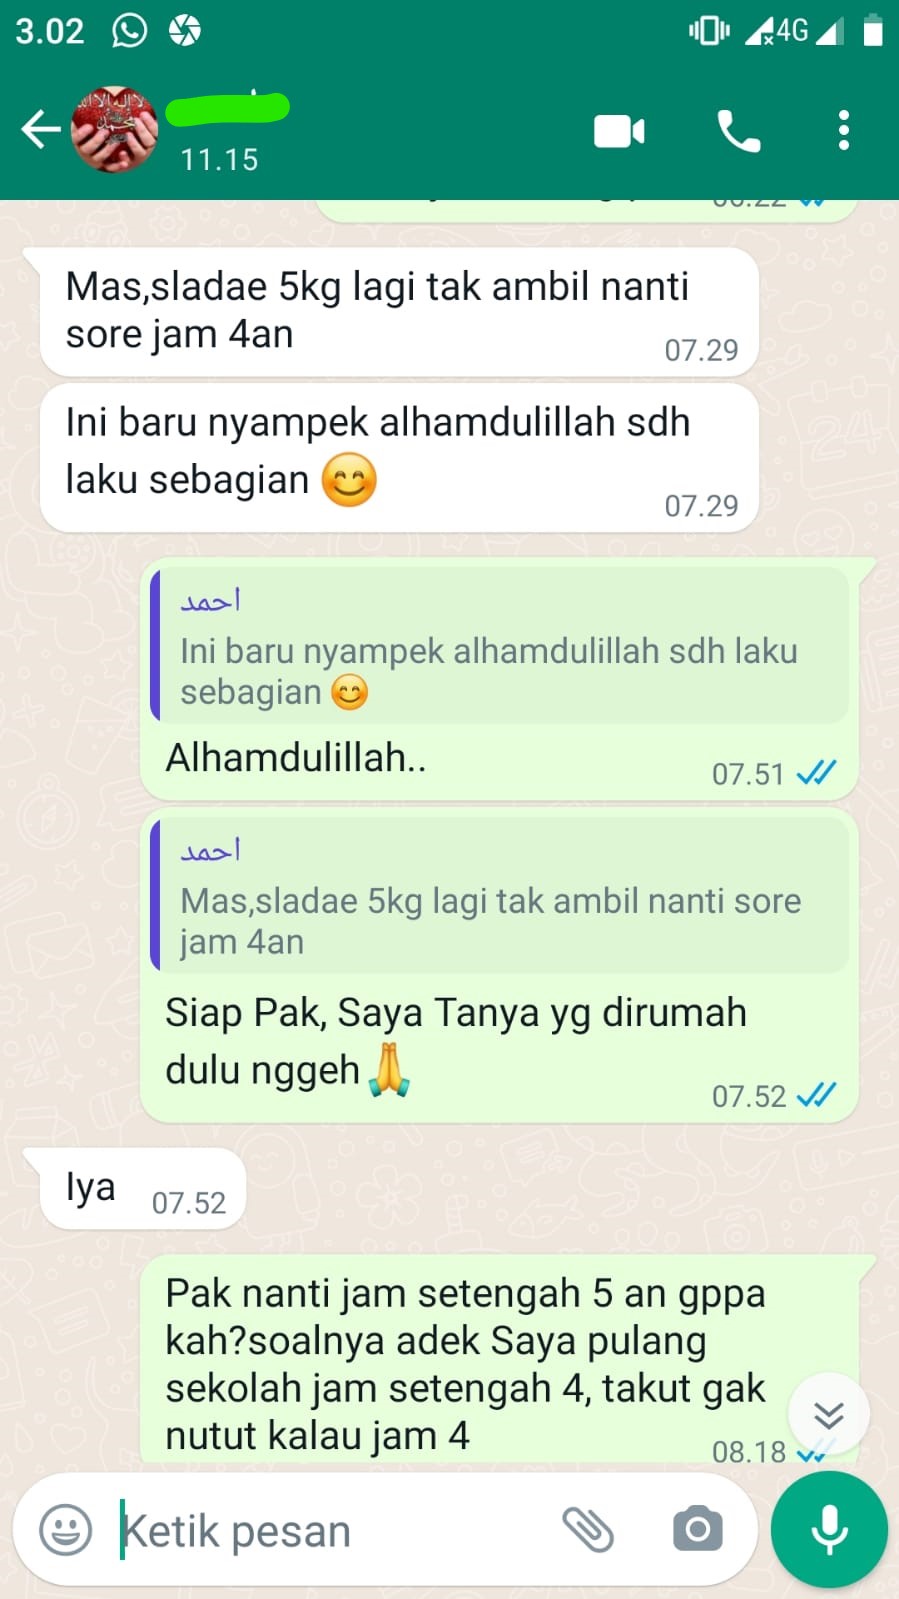 3.02
4G
11.15
Mas,sladae 5kg lagi tak ambil nanti
sore jam 4an
07.29
Ini baru nyampek alhamdulillah sdh
laku sebagian 😊
07.29
احمد
Ini baru nyampek alhamdulillah sdh laku
sebagian 😊
Alhamdulillah..
07.51
احمد
Mas,sladae 5kg lagi tak ambil nanti sore
jam 4an
Siap Pak, Saya Tanya yg dirumah
dulu nggeh🙏
07.52
Iya
07.52
Pak nanti jam setengah 5 an gppa
kah?soalnya adek Saya pulang
sekolah jam setengah 4, takut gak
nutut kalau jam 4
08.18
Ketik pesan